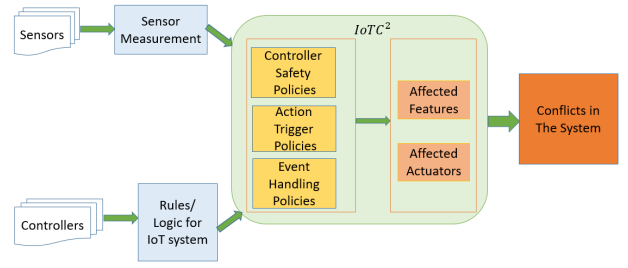 Sensors
Sensor
Measurement
IoTC²
Controller
Safety
Policies
Action
Trigger
Policies
Event
Handling
Policies
Affected
Features
Affected
Actuators
Conflicts in
The System
Controllers
Rules/
Logic for
IoT system